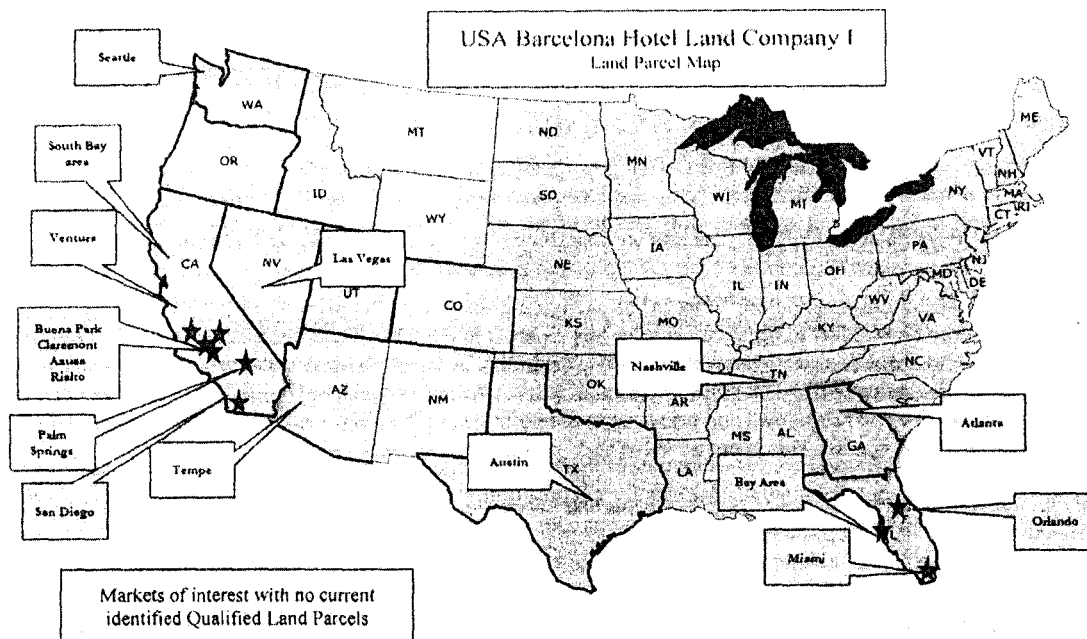 USA Barcelona Hotel Land Company I
Land Parcel Map
Seattle
South Bay
area
Ventura
Buena Park
Claremont
Azusa
Rialto
Palm
Springs
San Diego
Tempe
Las Vegas
Austin
Nashville
Bay Area
Miami
Atlanta
Orlando
WA
OR
CA
NV
ID
MT
WY
UT
AZ
CO
NM
ND
SD
NE
KS
OK
TX
MN
IA
MO
AR
LA
WI
IL
MI
IN
OH
KY
TN
MS
AL
GA
SC
NC
VA
WV
PA
NY
VT
NH
ME
MA
RI
CT
NJ
DE
MD
Markets of interest with no current
identified Qualified Land Parcels